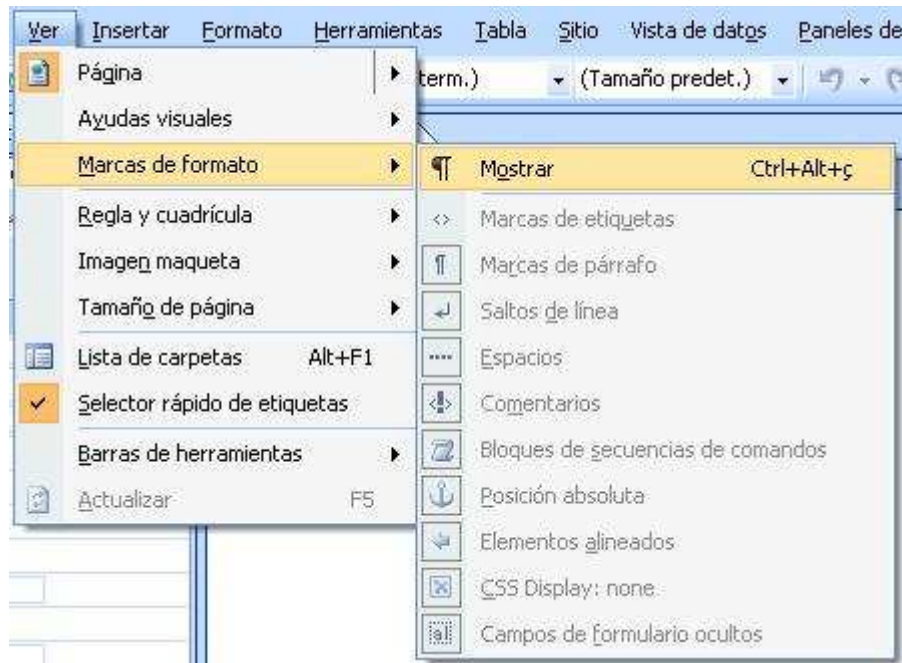 Ver Insertar Formato Herramientas Tabla Sitio Vista de datos Paneles de
term.) (Tamaño predet.)
Página
Ayudas visuales
Marcas de formato
Regla y cuadrícula
Imagen maqueta
Tamaño de página
Lista de carpetas Alt+F1
Selector rápido de etiquetas
Barras de herramientas
Actualizar F5
Mostrar Ctrl+Alt+ç
Marcas de etiquetas
Marcas de párrafo
Saltos de línea
Espacios
Comentarios
Bloques de secuencias de comandos
Posición absoluta
Elementos alineados
CSS Display: none
Campos de formulario ocultos